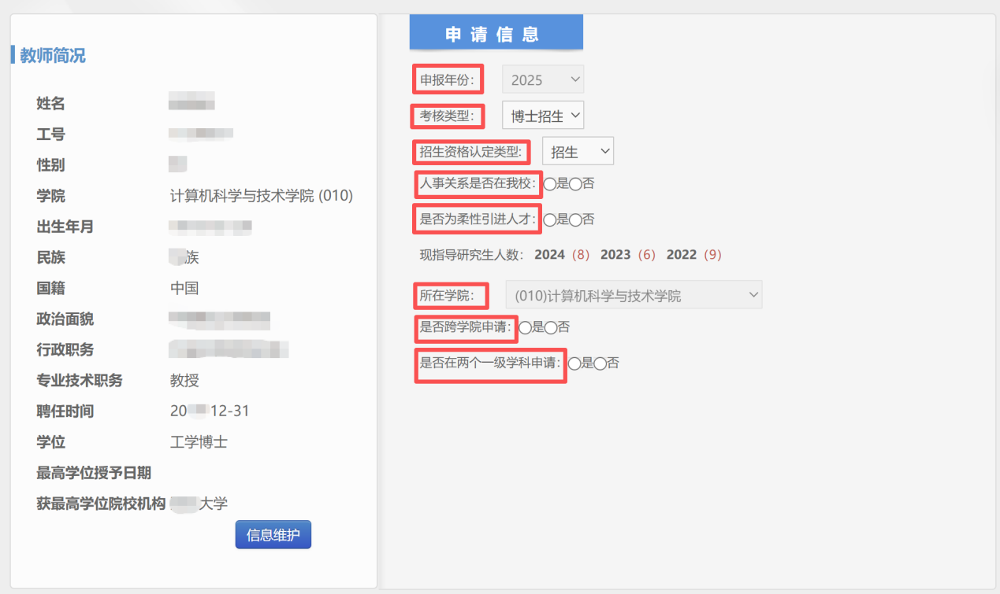 教师简况
姓名
工号
性别
学院 计算机科学与技术学院 (010)
出生年月
民族 族
国籍 中国
政治面貌
行政职务
专业技术职务 教授
聘任时间 20 12-31
学位 工学博士
最高学位授予日期
获最高学位院校机构 大学
信息维护
申请信息
申报年份: 2025
考核类型: 博士招生
招生资格认定类型: 招生
人事关系是否在我校: 是 否
是否为柔性引进人才: 是 否
现指导研究生人数: 2024 (8) 2023 (6) 2022 (9)
所在学院: (010)计算机科学与技术学院
是否跨学院申请: 是 否
是否在两个一级学科申请: 是 否